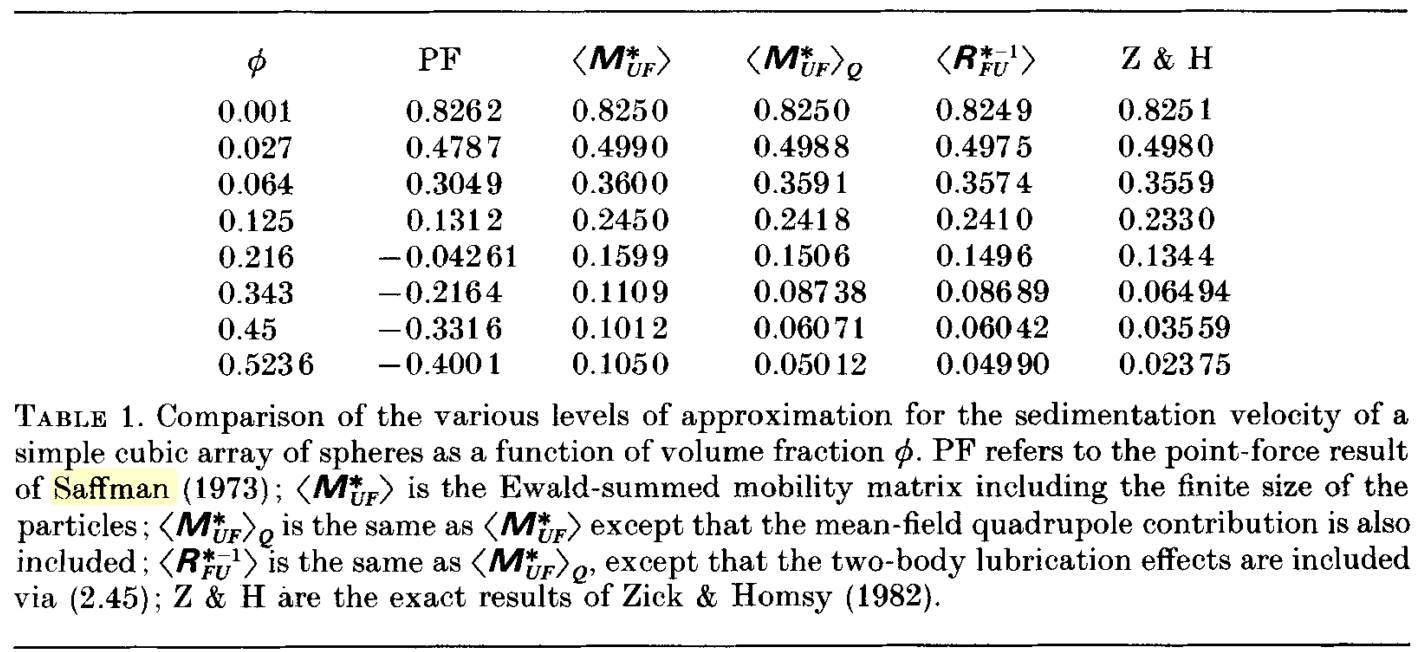 ϕ PF ⟨M*UF⟩ ⟨M*UF⟩Q ⟨R*−1FU⟩ Z & H
0.001 0.8262 0.8250 0.8250 0.8249 0.8251
0.027 0.4787 0.4990 0.4988 0.4975 0.4980
0.064 0.3049 0.3600 0.3591 0.3574 0.3559
0.125 0.1312 0.2450 0.2418 0.2410 0.2330
0.216 −0.04261 0.1599 0.1506 0.1496 0.1344
0.343 −0.2164 0.1109 0.08738 0.08689 0.06494
0.45 −0.3316 0.1012 0.06071 0.06042 0.03559
0.5236 −0.4001 0.1050 0.05012 0.04990 0.02375
TABLE 1. Comparison of the various levels of approximation for the sedimentation velocity of a
simple cubic array of spheres as a function of volume fraction ϕ. PF refers to the point-force result
of Saffman (1973); ⟨M*UF⟩ is the Ewald-summed mobility matrix including the finite size of the
particles; ⟨M*UF⟩Q is the same as ⟨M*UF⟩ except that the mean-field quadrupole contribution is also
included; ⟨R*−1FU⟩ is the same as ⟨M*UF⟩Q, except that the two-body lubrication effects are included
via (2.45); Z & H are the exact results of Zick & Homsy (1982).